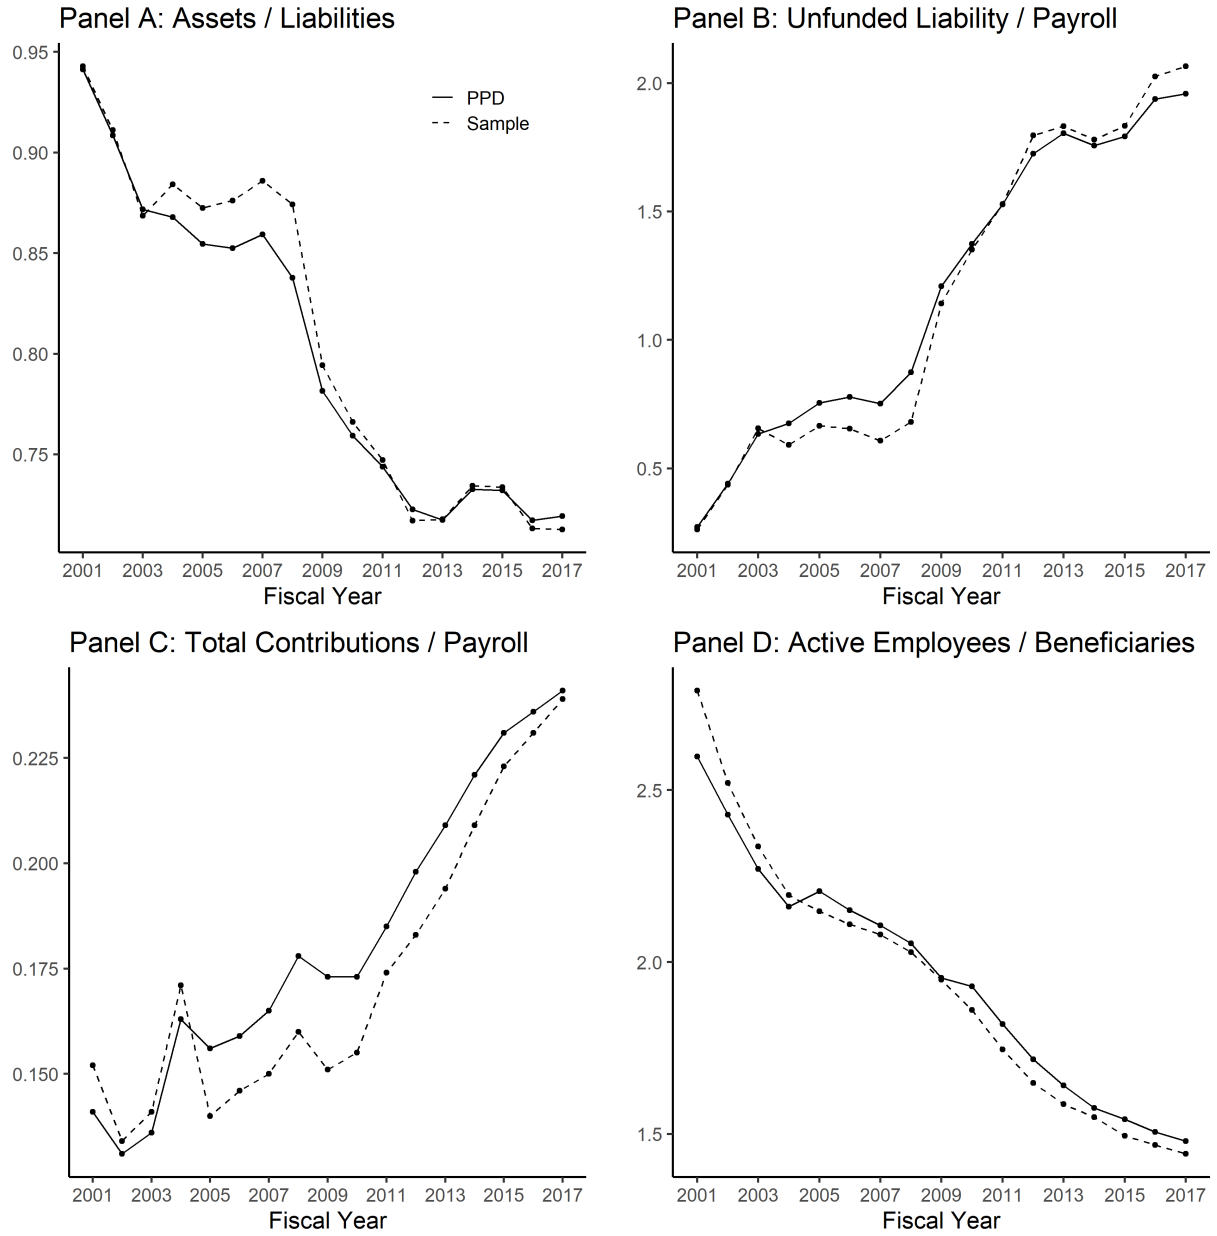 Panel A: Assets / Liabilities
0.95
0.90
0.85
0.80
0.75
PPD
Sample
2001 2003 2005 2007 2009 2011 2013 2015 2017
Fiscal Year
Panel B: Unfunded Liability / Payroll
2.0
1.5
1.0
0.5
2001 2003 2005 2007 2009 2011 2013 2015 2017
Fiscal Year
Panel C: Total Contributions / Payroll
0.225
0.200
0.175
0.150
2001 2003 2005 2007 2009 2011 2013 2015 2017
Fiscal Year
Panel D: Active Employees / Beneficiaries
2.5
2.0
1.5
2001 2003 2005 2007 2009 2011 2013 2015 2017
Fiscal Year